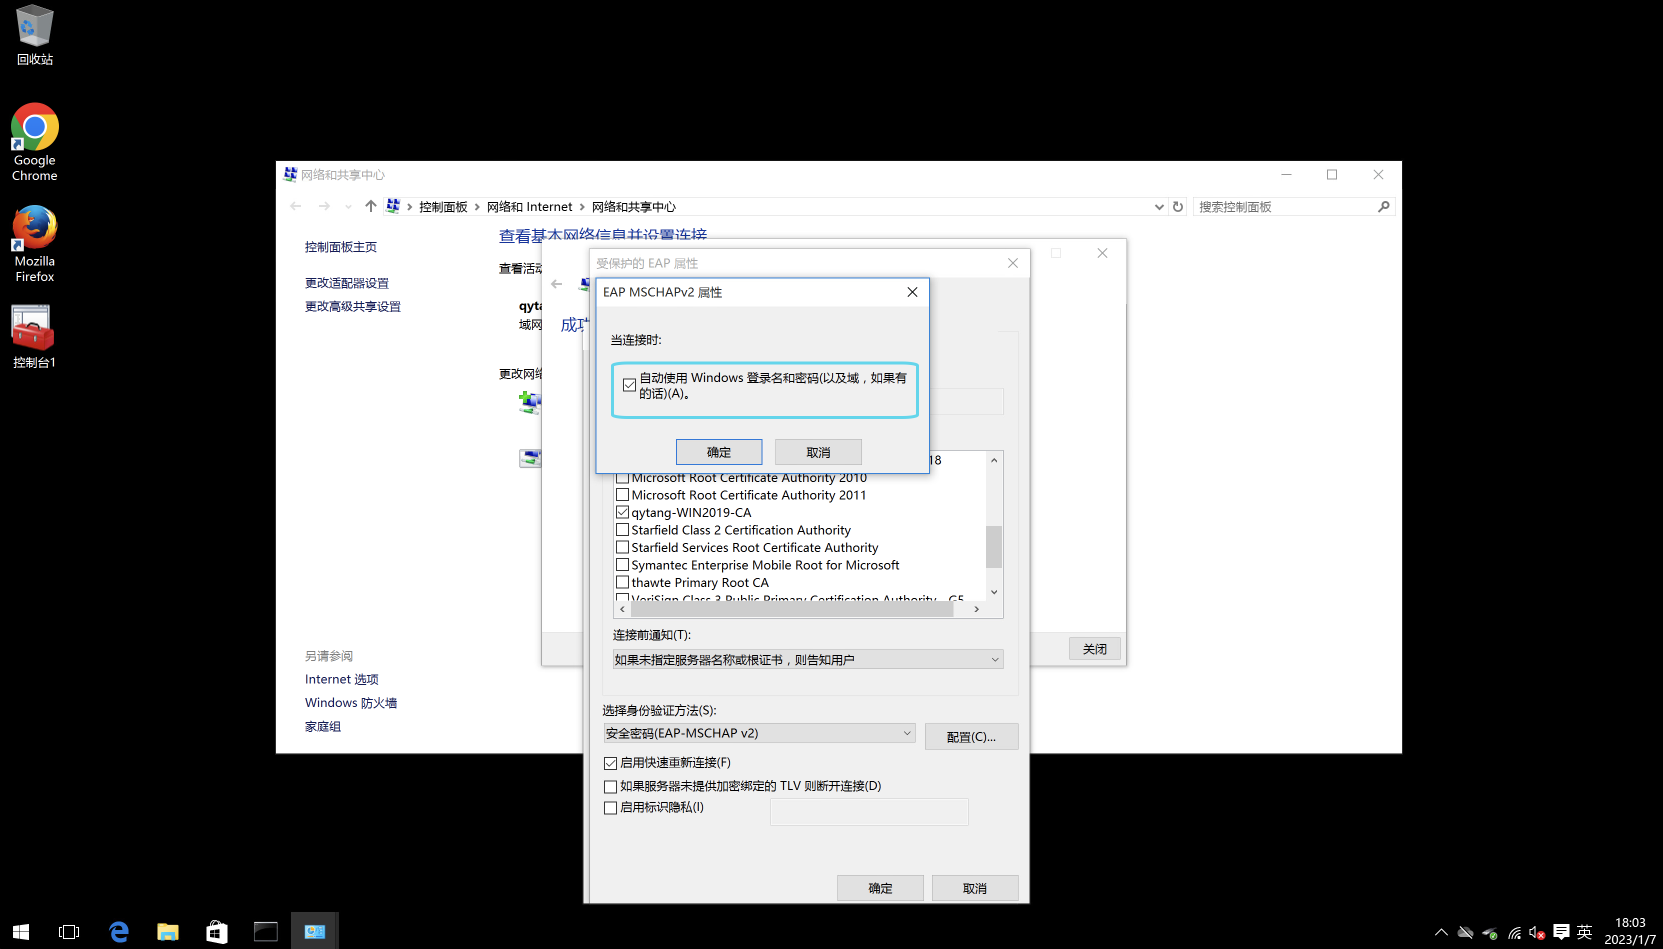 回收站
Google
Chrome
Mozilla
Firefox
控制台1
网络和共享中心
控制面板 网络和 Internet 网络和共享中心
搜索控制面板
控制面板主页
更改适配器设置
更改高级共享设置
另请参阅
Internet 选项
Windows 防火墙
家庭组
查看基本网络信息并设置连接
查看活动
qyta
域网
更改网络
成功
关闭
受保护的 EAP 属性
EAP MSCHAPv2 属性
当连接时:
自动使用 Windows 登录名和密码(以及域，如果有
的话)(A)。
确定
取消
18
Microsoft Root Certificate Authority 2010
Microsoft Root Certificate Authority 2011
qytang-WIN2019-CA
Starfield Class 2 Certification Authority
Starfield Services Root Certificate Authority
Symantec Enterprise Mobile Root for Microsoft
thawte Primary Root CA
VeriSign Class 3 Public Primary Certification Authority - G5
连接前通知(T):
如果未指定服务器名称或根证书，则告知用户
选择身份验证方法(S):
安全密码(EAP-MSCHAP v2)
配置(C)...
启用快速重新连接(F)
如果服务器未提供加密绑定的 TLV 则断开连接(D)
启用标识隐私(I)
确定
取消
英
18:03
2023/1/7